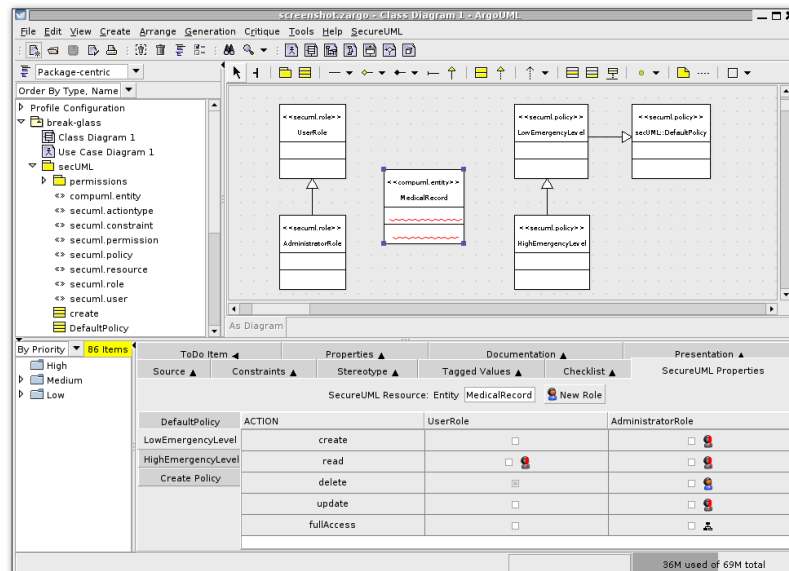 screenshot.zargo - Class Diagram 1 - ArgoUML
File Edit View Create Arrange Generation Critique Tools Help SecureUML
Package-centric
Order By Type, Name
Profile Configuration
break-glass
Class Diagram 1
Use Case Diagram 1
secUML
permissions
<> compuml.entity
<> secuml.actiontype
<> secuml.constraint
<> secuml.permission
<> secuml.policy
<> secuml.resource
<> secuml.role
<> secuml.user
create
DefaultPolicy
<<secuml.role>>
UserRole
<<secuml.policy>>
LowEmergencyLevel
<<secuml.policy>>
secUML::DefaultPolicy
<<compuml.entity>>
MedicalRecord
<<secuml.role>>
AdministratorRole
<<secuml.policy>>
HighEmergencyLevel
As Diagram
By Priority 86 Items
High
Medium
Low
ToDo Item Properties Documentation Presentation
Source Constraints Stereotype Tagged Values Checklist SecureUML Properties
SecureUML Resource: Entity MedicalRecord New Role
DefaultPolicy
LowEmergencyLevel
HighEmergencyLevel
Create Policy
ACTION UserRole AdministratorRole
create
read
delete
update
fullAccess
36M used of 69M total